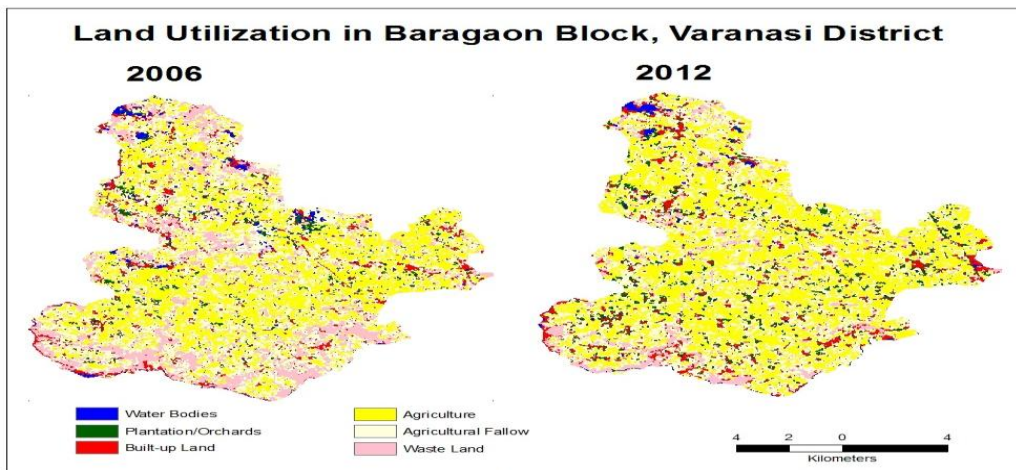 Land Utilization in Baragaon Block, Varanasi District
2006
2012
Water Bodies
Plantation/Orchards
Built-up Land
Agriculture
Agricultural Fallow
Waste Land
4 2 0 4
Kilometers